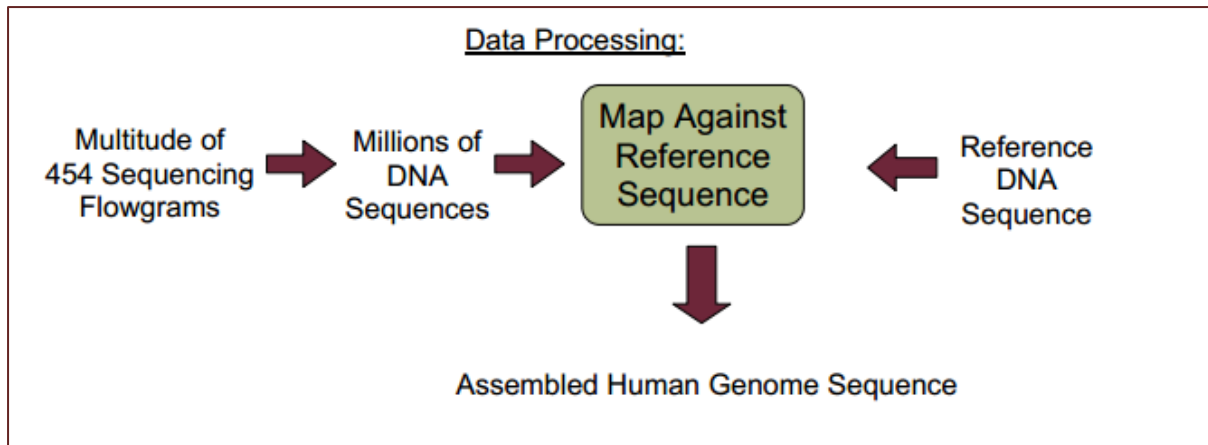 Data Processing:
Multitude of
454 Sequencing
Flowgrams
Millions of
DNA
Sequences
Map Against
Reference
Sequence
Reference
DNA
Sequence
Assembled Human Genome Sequence